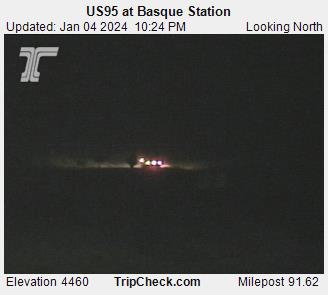 US95 at Basque Station
Updated: Jan 04 2024 10:24 PM Looking North
Elevation 4460 TripCheck.com Milepost 91.62